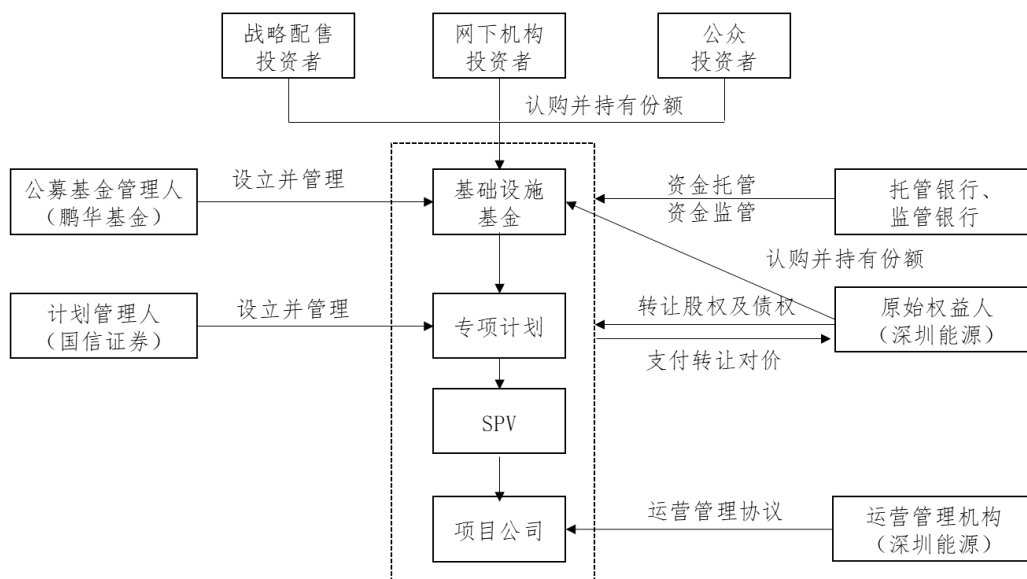 战略配售
投资者
网下机构
投资者
公众
投资者
认购并持有份额
公募基金管理人
（鹏华基金）
设立并管理
基础设施
基金
资金托管
资金监管
托管银行、
监管银行
认购并持有份额
计划管理人
（国信证券）
设立并管理
专项计划
转让股权及债权
支付转让对价
原始权益人
（深圳能源）
SPV
项目公司
运营管理协议
运营管理机构
（深圳能源）